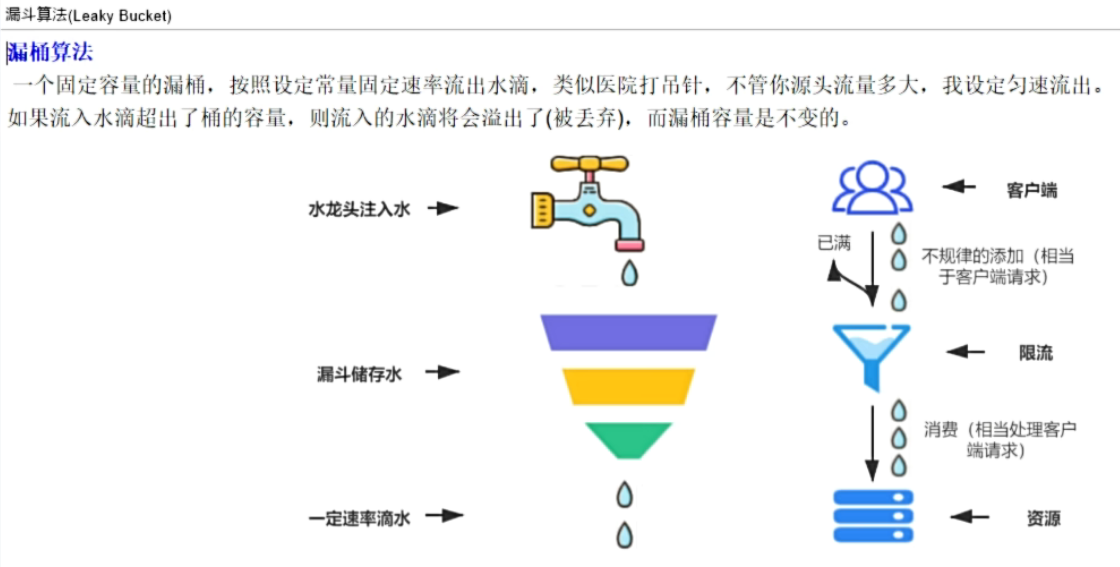 漏斗算法(Leaky Bucket)
漏桶算法
一个固定容量的漏桶，按照设定常量固定速率流出水滴，类似医院打吊针，不管你源头流量多大，我设定匀速流出。
如果流入水滴超出了桶的容量，则流入的水滴将会溢出了(被丢弃)，而漏桶容量是不变的。
水龙头注入水
客户端
已满
不规律的添加（相当
于客户端请求）
漏斗储存水
限流
消费（相当处理客户
端请求）
一定速率滴水
资源